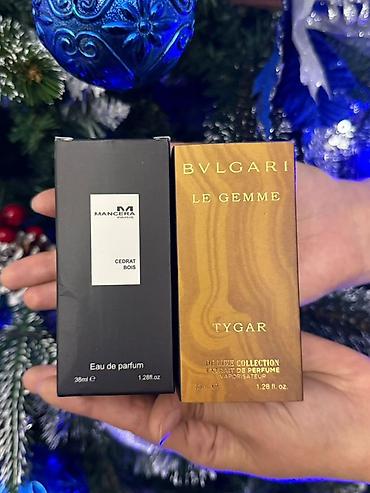 MANCERA
PARIS
CEDRAT
BOIS
Eau de parfum
38ml e 1.28fl.oz.
BVLGARI
LE GEMME
TYGAR
DELUXE COLLECTION
EXTRAIT DE PERFUME
VAPORISATEUR
1.28 fl. oz.